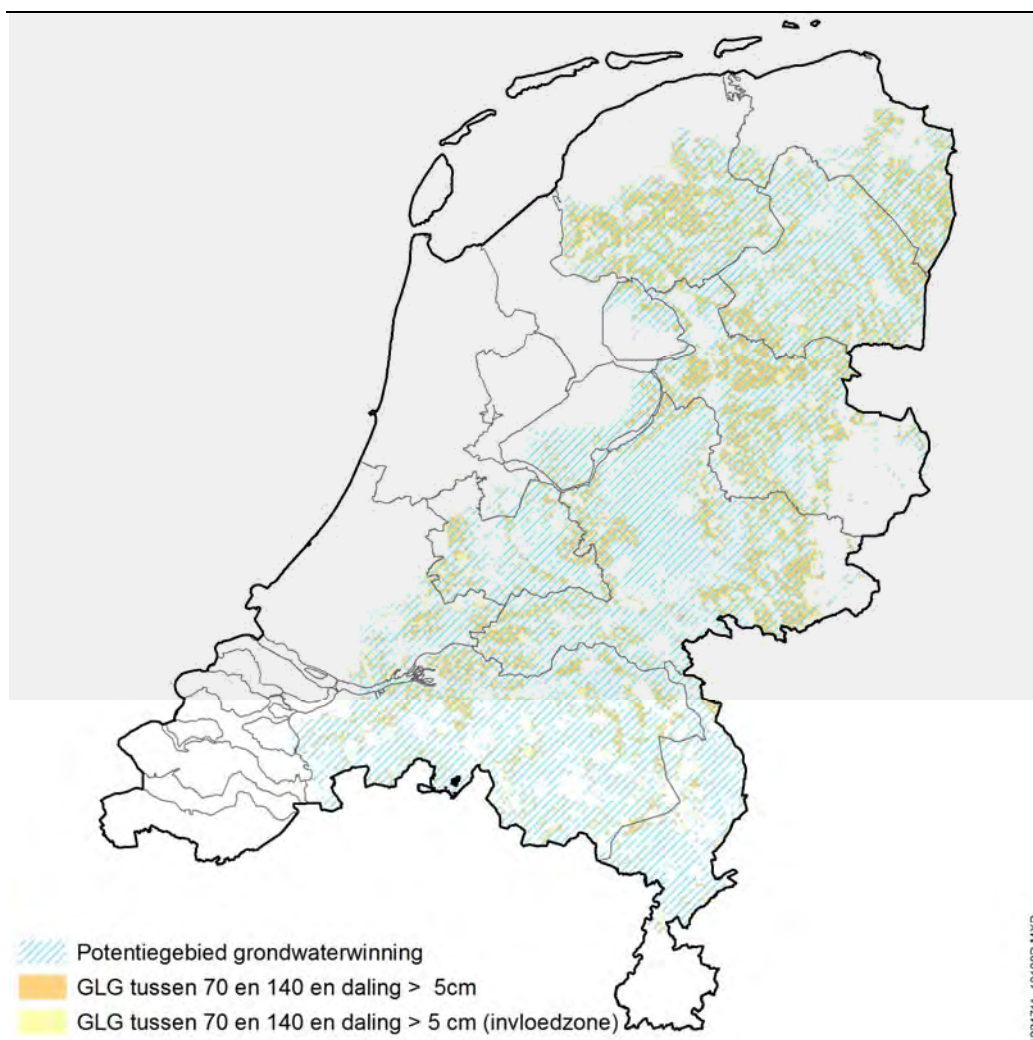 Potentiegebied grondwaterwinning
GLG tussen 70 en 140 en daling > 5cm
GLG tussen 70 en 140 en daling > 5 cm (invloedzone)